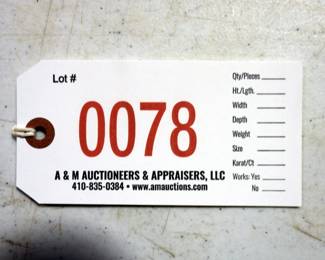 Lot #
0078
A & M AUCTIONEERS & APPRAISERS, LLC
410-835-0384 • www.amauctions.com
Qty/Pieces
Ht./Lgth.
Width
Depth
Weight
Size
Karat/Ct
Works: Yes
No